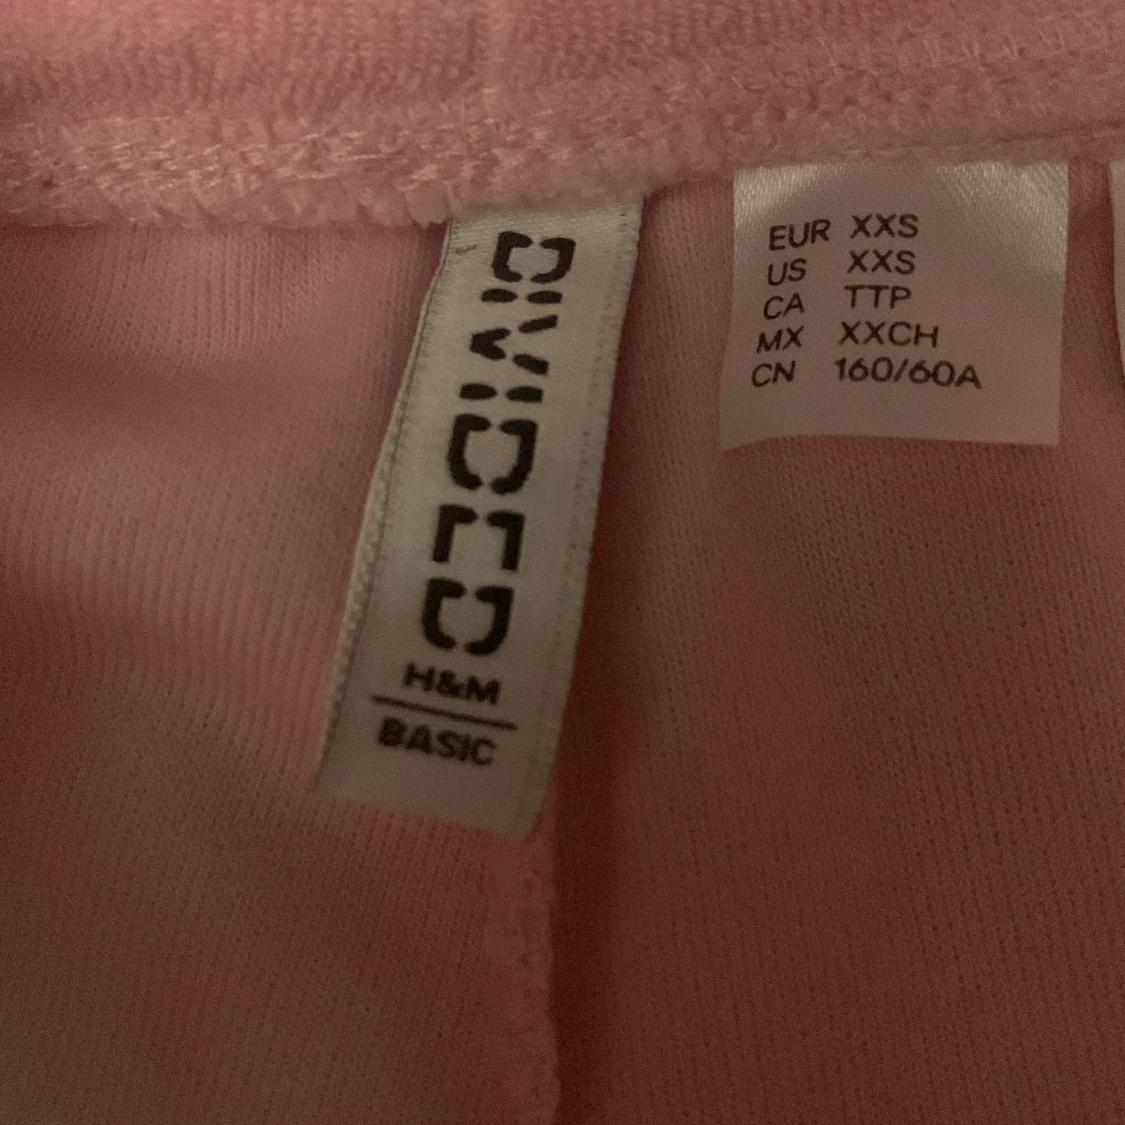 DIVIDED
H&M
BASIC
EUR XXS
US XXS
CA TTP
MX XXCH
CN 160/60A